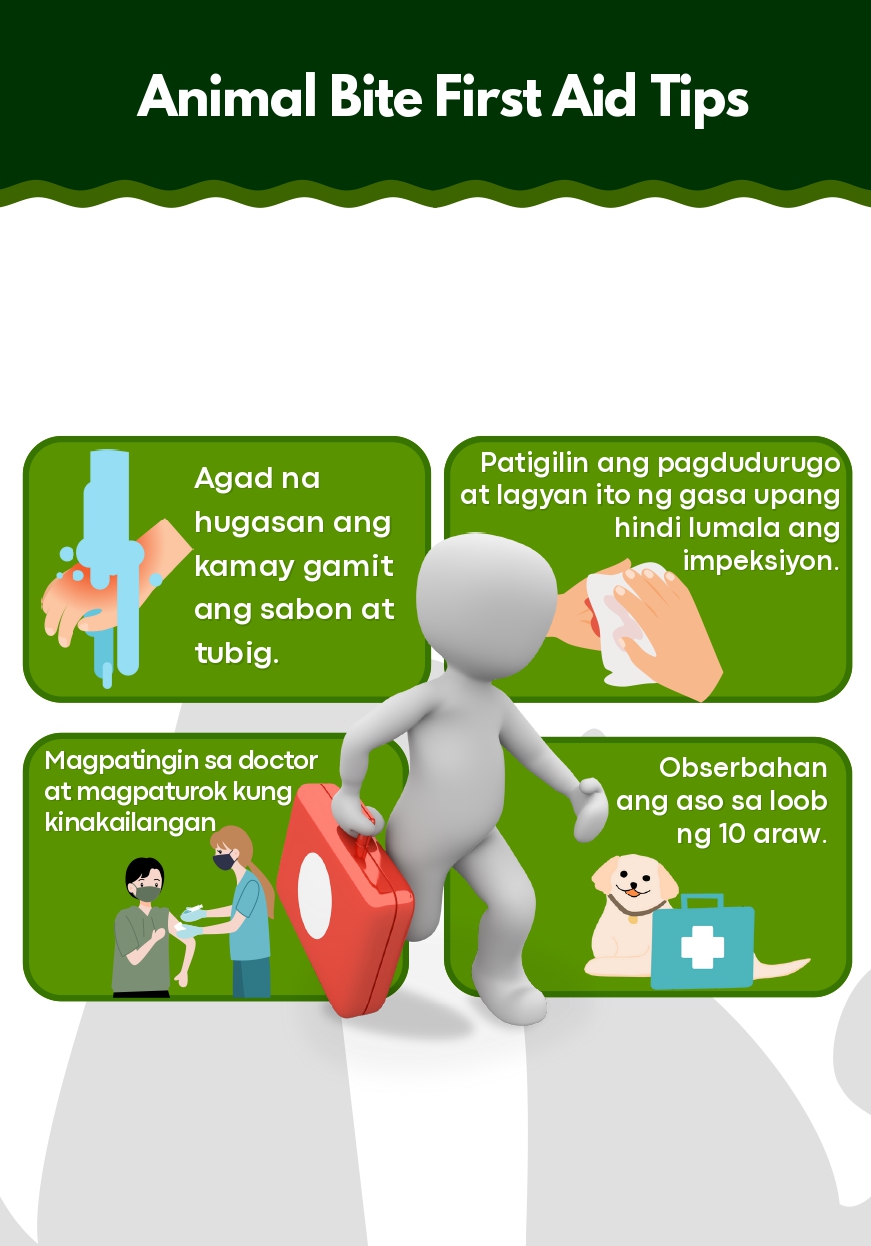 Animal Bite First Aid Tips
Agad na
hugasan ang
kamay gamit
ang sabon at
tubig.
Patigilin ang pagdudurugo
at lagyan ito ng gasa upang
hindi lumala ang
impeksiyon.
Magpatingin sa doctor
at magpaturok kung
kinakailangan
Obserbahan
ang aso sa loob
ng 10 araw.